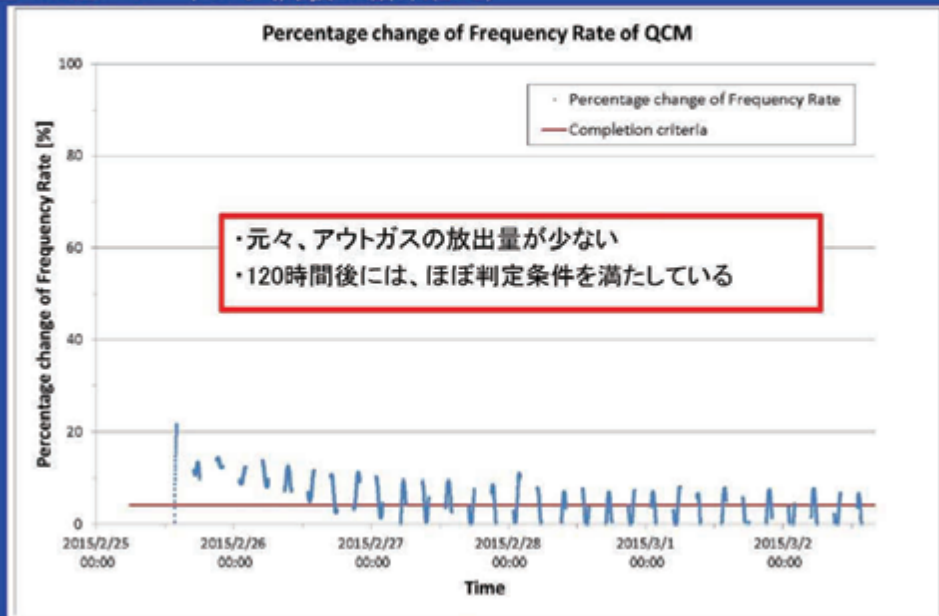 Percentage change of Frequency Rate of QCM
Percentage change of Frequency Rate
Completion criteria
・元々、アウトガスの放出量が少ない
・120時間後には、ほぼ判定条件を満たしている
Percentage change of Frequency Rate [%]
100
80
60
40
20
0
2015/2/25 2015/2/26 2015/2/27 2015/2/28 2015/3/1 2015/3/2
00:00 00:00 00:00 00:00 00:00 00:00
Time